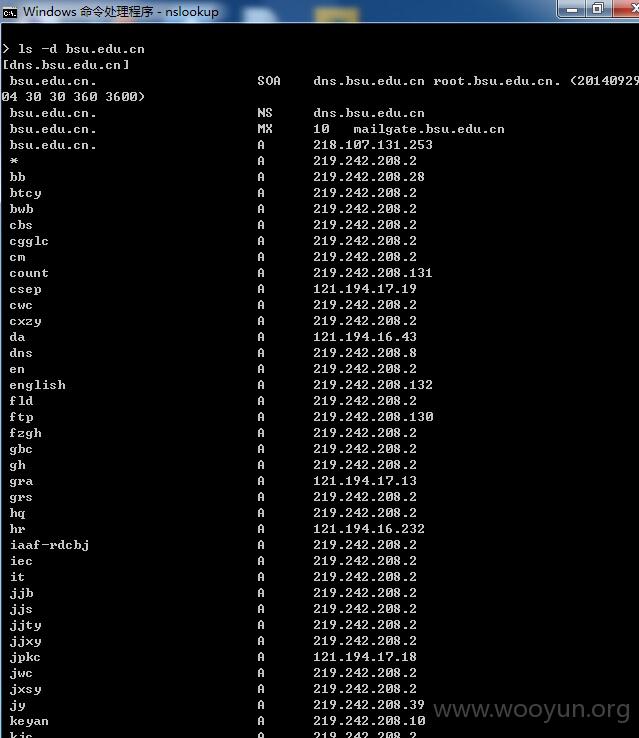 Windows 命令处理程序 - nslookup
> ls -d bsu.edu.cn
[dns.bsu.edu.cn]
bsu.edu.cn. SOA dns.bsu.edu.cn root.bsu.edu.cn. (20140929
04 30 30 360 3600)
bsu.edu.cn. NS dns.bsu.edu.cn
bsu.edu.cn. MX 10 mailgate.bsu.edu.cn
bsu.edu.cn. A 218.107.131.253
* A 219.242.208.2
bb A 219.242.208.28
btcy A 219.242.208.2
bwb A 219.242.208.2
cbs A 219.242.208.2
cgglc A 219.242.208.2
cm A 219.242.208.2
count A 219.242.208.131
csep A 121.194.17.19
cwc A 219.242.208.2
cxzy A 219.242.208.2
da A 121.194.16.43
dns A 219.242.208.8
en A 219.242.208.2
english A 219.242.208.132
fld A 219.242.208.2
ftp A 219.242.208.130
fzgh A 219.242.208.2
gbc A 219.242.208.2
gh A 219.242.208.2
gra A 121.194.17.13
grs A 219.242.208.2
hq A 219.242.208.2
hr A 121.194.16.232
iaaf-rdcbj A 219.242.208.2
iec A 219.242.208.2
it A 219.242.208.2
jjb A 219.242.208.2
jjs A 219.242.208.2
jjty A 219.242.208.2
jjxy A 219.242.208.2
jpkc A 121.194.17.18
jwc A 219.242.208.2
jxsy A 219.242.208.2
jy A 219.242.208.39
keyan A 219.242.208.10
kjc A 219.242.208.2
www.wooyun.org